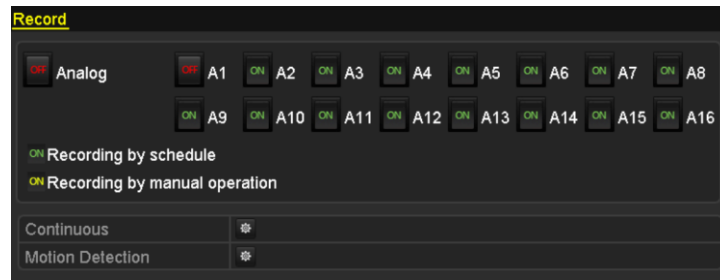 Record
OFF Analog OFF A1 ON A2 ON A3 ON A4 ON A5 ON A6 ON A7 ON A8
ON A9 ON A10 ON A11 ON A12 ON A13 ON A14 ON A15 ON A16
ON Recording by schedule
ON Recording by manual operation
Continuous
Motion Detection